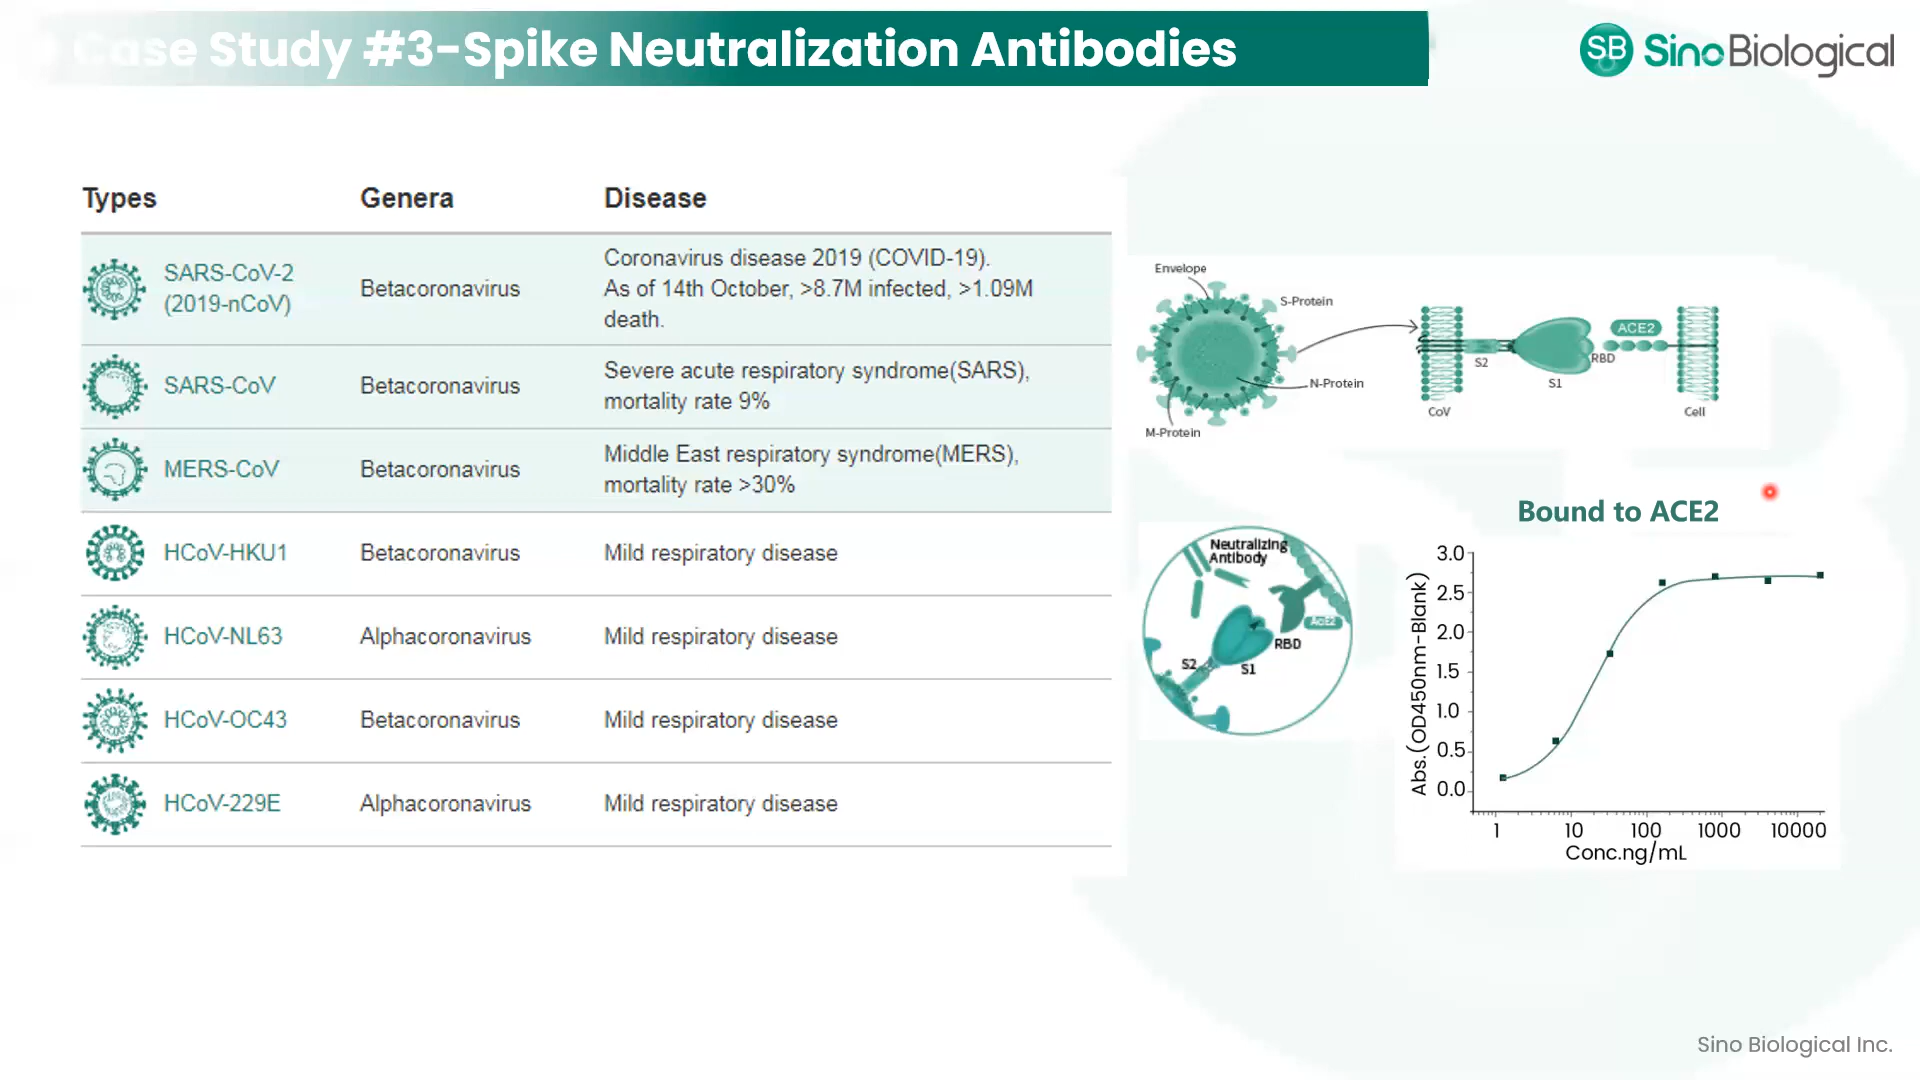 Case Study #3-Spike Neutralization Antibodies
SB SinoBiological
Types Genera Disease
SARS-CoV-2
(2019-nCoV)
Betacoronavirus
Coronavirus disease 2019 (COVID-19).
As of 14th October, >8.7M infected, >1.09M
death.
SARS-CoV
Betacoronavirus
Severe acute respiratory syndrome(SARS),
mortality rate 9%
MERS-CoV
Betacoronavirus
Middle East respiratory syndrome(MERS),
mortality rate >30%
HCoV-HKU1 Betacoronavirus Mild respiratory disease
HCoV-NL63 Alphacoronavirus Mild respiratory disease
HCoV-OC43 Betacoronavirus Mild respiratory disease
HCoV-229E Alphacoronavirus Mild respiratory disease
Envelope
S-Protein
N-Protein
M-Protein
ACE2
RBD
S2
S1
CoV
Cell
Neutralizing
Antibody
ACE2
RBD
S2
S1
Bound to ACE2
Abs.(OD450nm-Blank)
3.0
2.5
2.0
1.5
1.0
0.5
0.0
1 10 100 1000 10000
Conc.ng/mL
Sino Biological Inc.